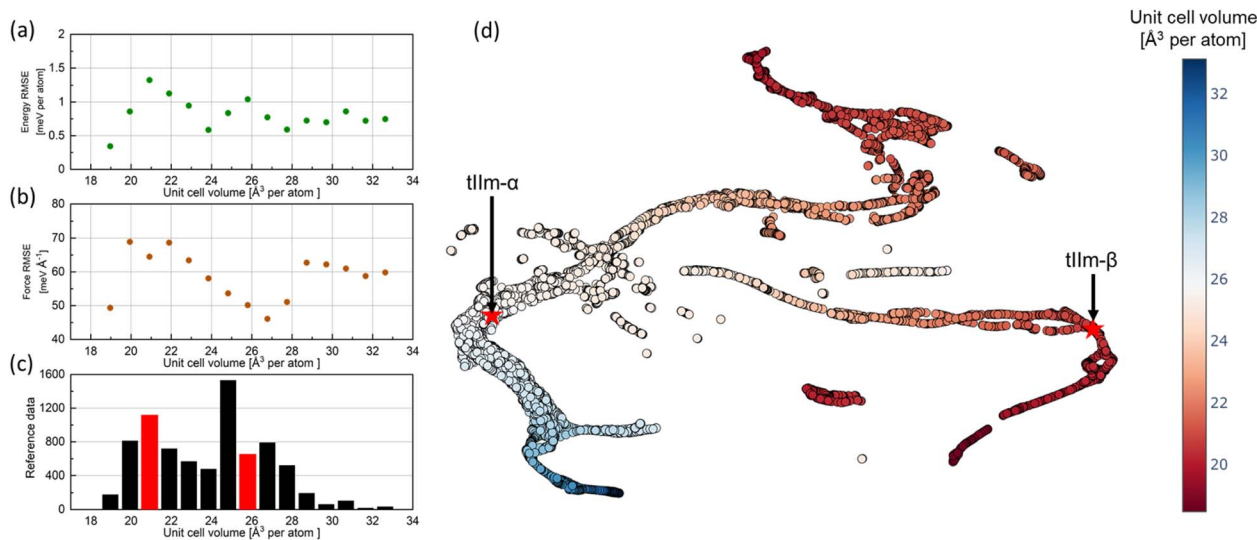 (a)
Energy RMSE
[meV per atom]
2
1.5
1
0.5
0
18 20 22 24 26 28 30 32 34
Unit cell volume [Å³ per atom ]
(b)
Force RMSE
[meV Å⁻¹]
80
70
60
50
40
18 20 22 24 26 28 30 32 34
Unit cell volume [Å³ per atom ]
(c)
Reference data
1600
1200
800
400
0
18 20 22 24 26 28 30 32 34
Unit cell volume [Å³ per atom ]
(d)
tIIm-α
tIIm-β
Unit cell volume
[Å³ per atom]
32
30
28
26
24
22
20